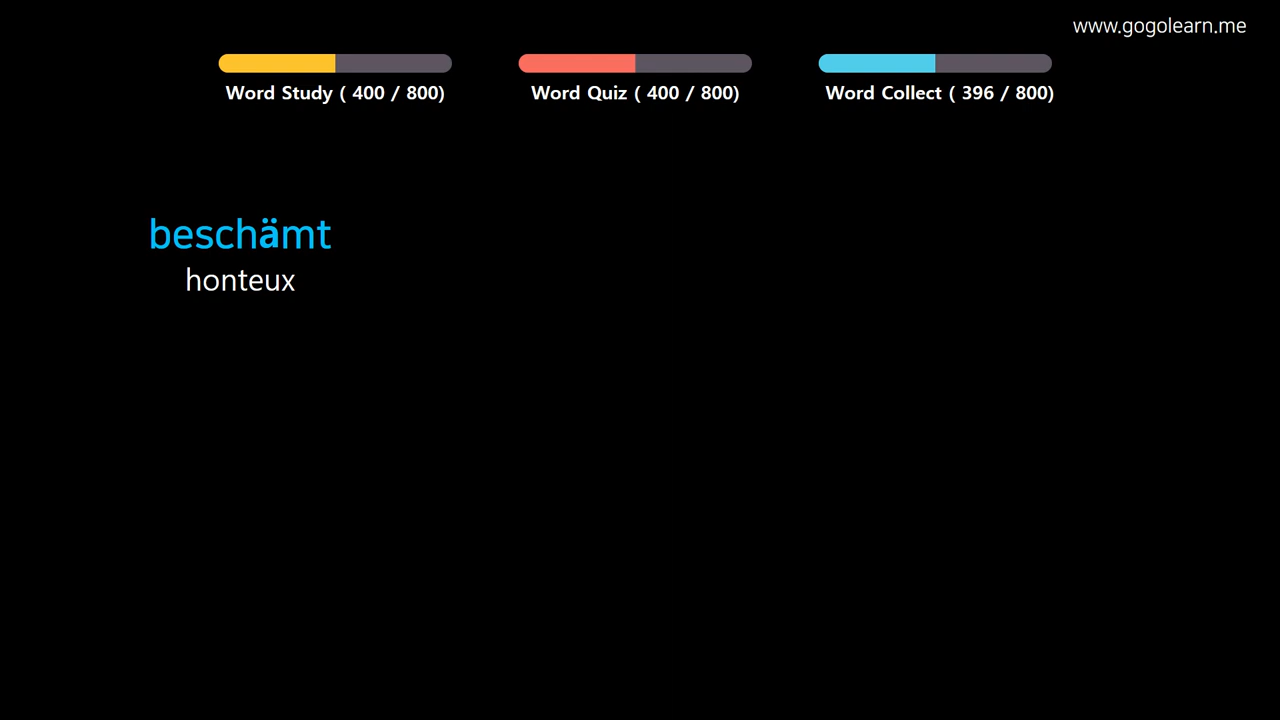 www.gogolearn.me
Word Study ( 400 / 800)
Word Quiz ( 400 / 800)
Word Collect ( 396 / 800)
beschämt
honteux